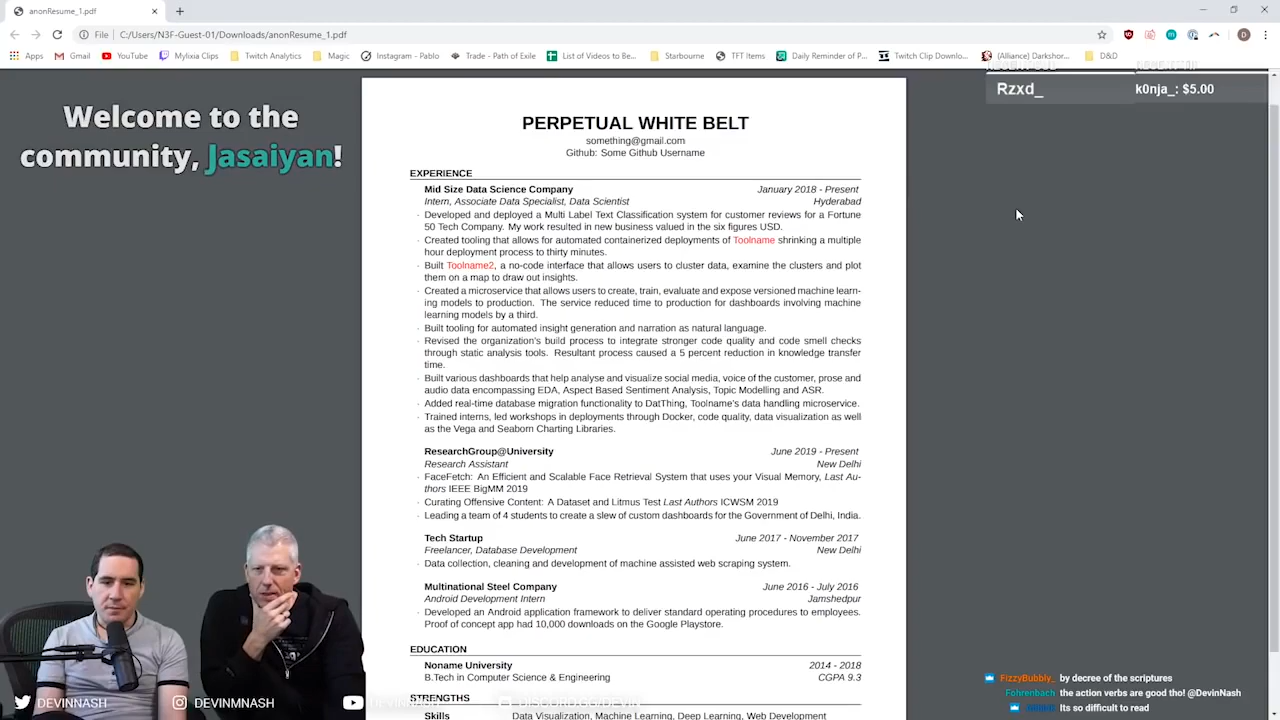 anonResume_1.pdf
File
C:/Users/N3F-Guest-01/Downloads/anonResume_1.pdf
D
Apps
Gmail
YouTube
Mylixia Clips
Twitch Analytics
Magic
Instagram - Pablo
Trade - Path of Exile
List of Videos to Be...
Starbourne
TFT Items
Daily Reminder of P...
Twitch Clip Downlo...
(Alliance) Darkshor...
D&D
Rzxd_
k0nja_: $5.00
Welcome to the
community, Jasaiyan!
PERPETUAL WHITE BELT
something@gmail.com
Github: Some Github Username
EXPERIENCE
Mid Size Data Science Company January 2018 - Present
Intern, Associate Data Specialist, Data Scientist Hyderabad
· Developed and deployed a Multi Label Text Classification system for customer reviews for a Fortune
50 Tech Company. My work resulted in new business valued in the six figures USD.
· Created tooling that allows for automated containerized deployments of Toolname shrinking a multiple
hour deployment process to thirty minutes.
· Built Toolname2, a no-code interface that allows users to cluster data, examine the clusters and plot
them on a map to draw out insights.
· Created a microservice that allows users to create, train, evaluate and expose versioned machine learn-
ing models to production. The service reduced time to production for dashboards involving machine
learning models by a third.
· Built tooling for automated insight generation and narration as natural language.
· Revised the organization's build process to integrate stronger code quality and code smell checks
through static analysis tools. Resultant process caused a 5 percent reduction in knowledge transfer
time.
· Built various dashboards that help analyse and visualize social media, voice of the customer, prose and
audio data encompassing EDA, Aspect Based Sentiment Analysis, Topic Modelling and ASR.
· Added real-time database migration functionality to DatThing, Toolname's data handling microservice.
· Trained interns, led workshops in deployments through Docker, code quality, data visualization as well
as the Vega and Seaborn Charting Libraries.
ResearchGroup@University June 2019 - Present
Research Assistant New Delhi
· FaceFetch: An Efficient and Scalable Face Retrieval System that uses your Visual Memory, Last Au-
thors IEEE BigMM 2019
· Curating Offensive Content: A Dataset and Litmus Test Last Authors ICWSM 2019
· Leading a team of 4 students to create a slew of custom dashboards for the Government of Delhi, India.
Tech Startup June 2017 - November 2017
Freelancer, Database Development New Delhi
· Data collection, cleaning and development of machine assisted web scraping system.
Multinational Steel Company June 2016 - July 2016
Android Development Intern Jamshedpur
· Developed an Android application framework to deliver standard operating procedures to employees.
Proof of concept app had 10,000 downloads on the Google Playstore.
EDUCATION
Noname University 2014 - 2018
B.Tech in Computer Science & Engineering CGPA 9.3
STRENGTHS
Skills Data Visualization, Machine Learning, Deep Learning, Web Development
DEVINNASH
DEVINMNASH
FizzyBubbly_ by decree of the scriptures
Fohrenbach the action verbs are good tho! @DevinNash
Its so difficult to read